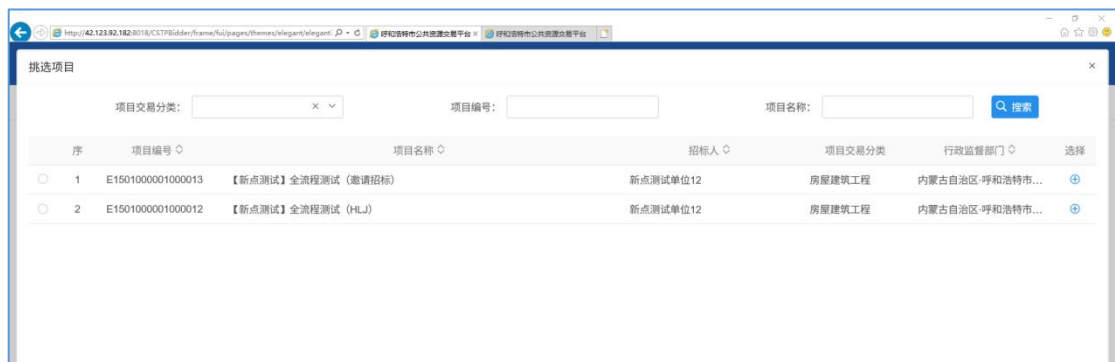 http://42.123.92.182:8018/CSTPBidder/frame/fui/pages/themes/elegant/elegant. 呼和浩特市公共资源交易平台 × 呼和浩特市公共资源交易平台
挑选项目 ×
项目交易分类: 项目编号: 项目名称: 搜索
序 项目编号 项目名称 招标人 项目交易分类 行政监督部门 选择
1 E1501000001000013 【新点测试】全流程测试(邀请招标) 新点测试单位12 房屋建筑工程 内蒙古自治区·呼和浩特市...
2 E1501000001000012 【新点测试】全流程测试(HLJ) 新点测试单位12 房屋建筑工程 内蒙古自治区·呼和浩特市...